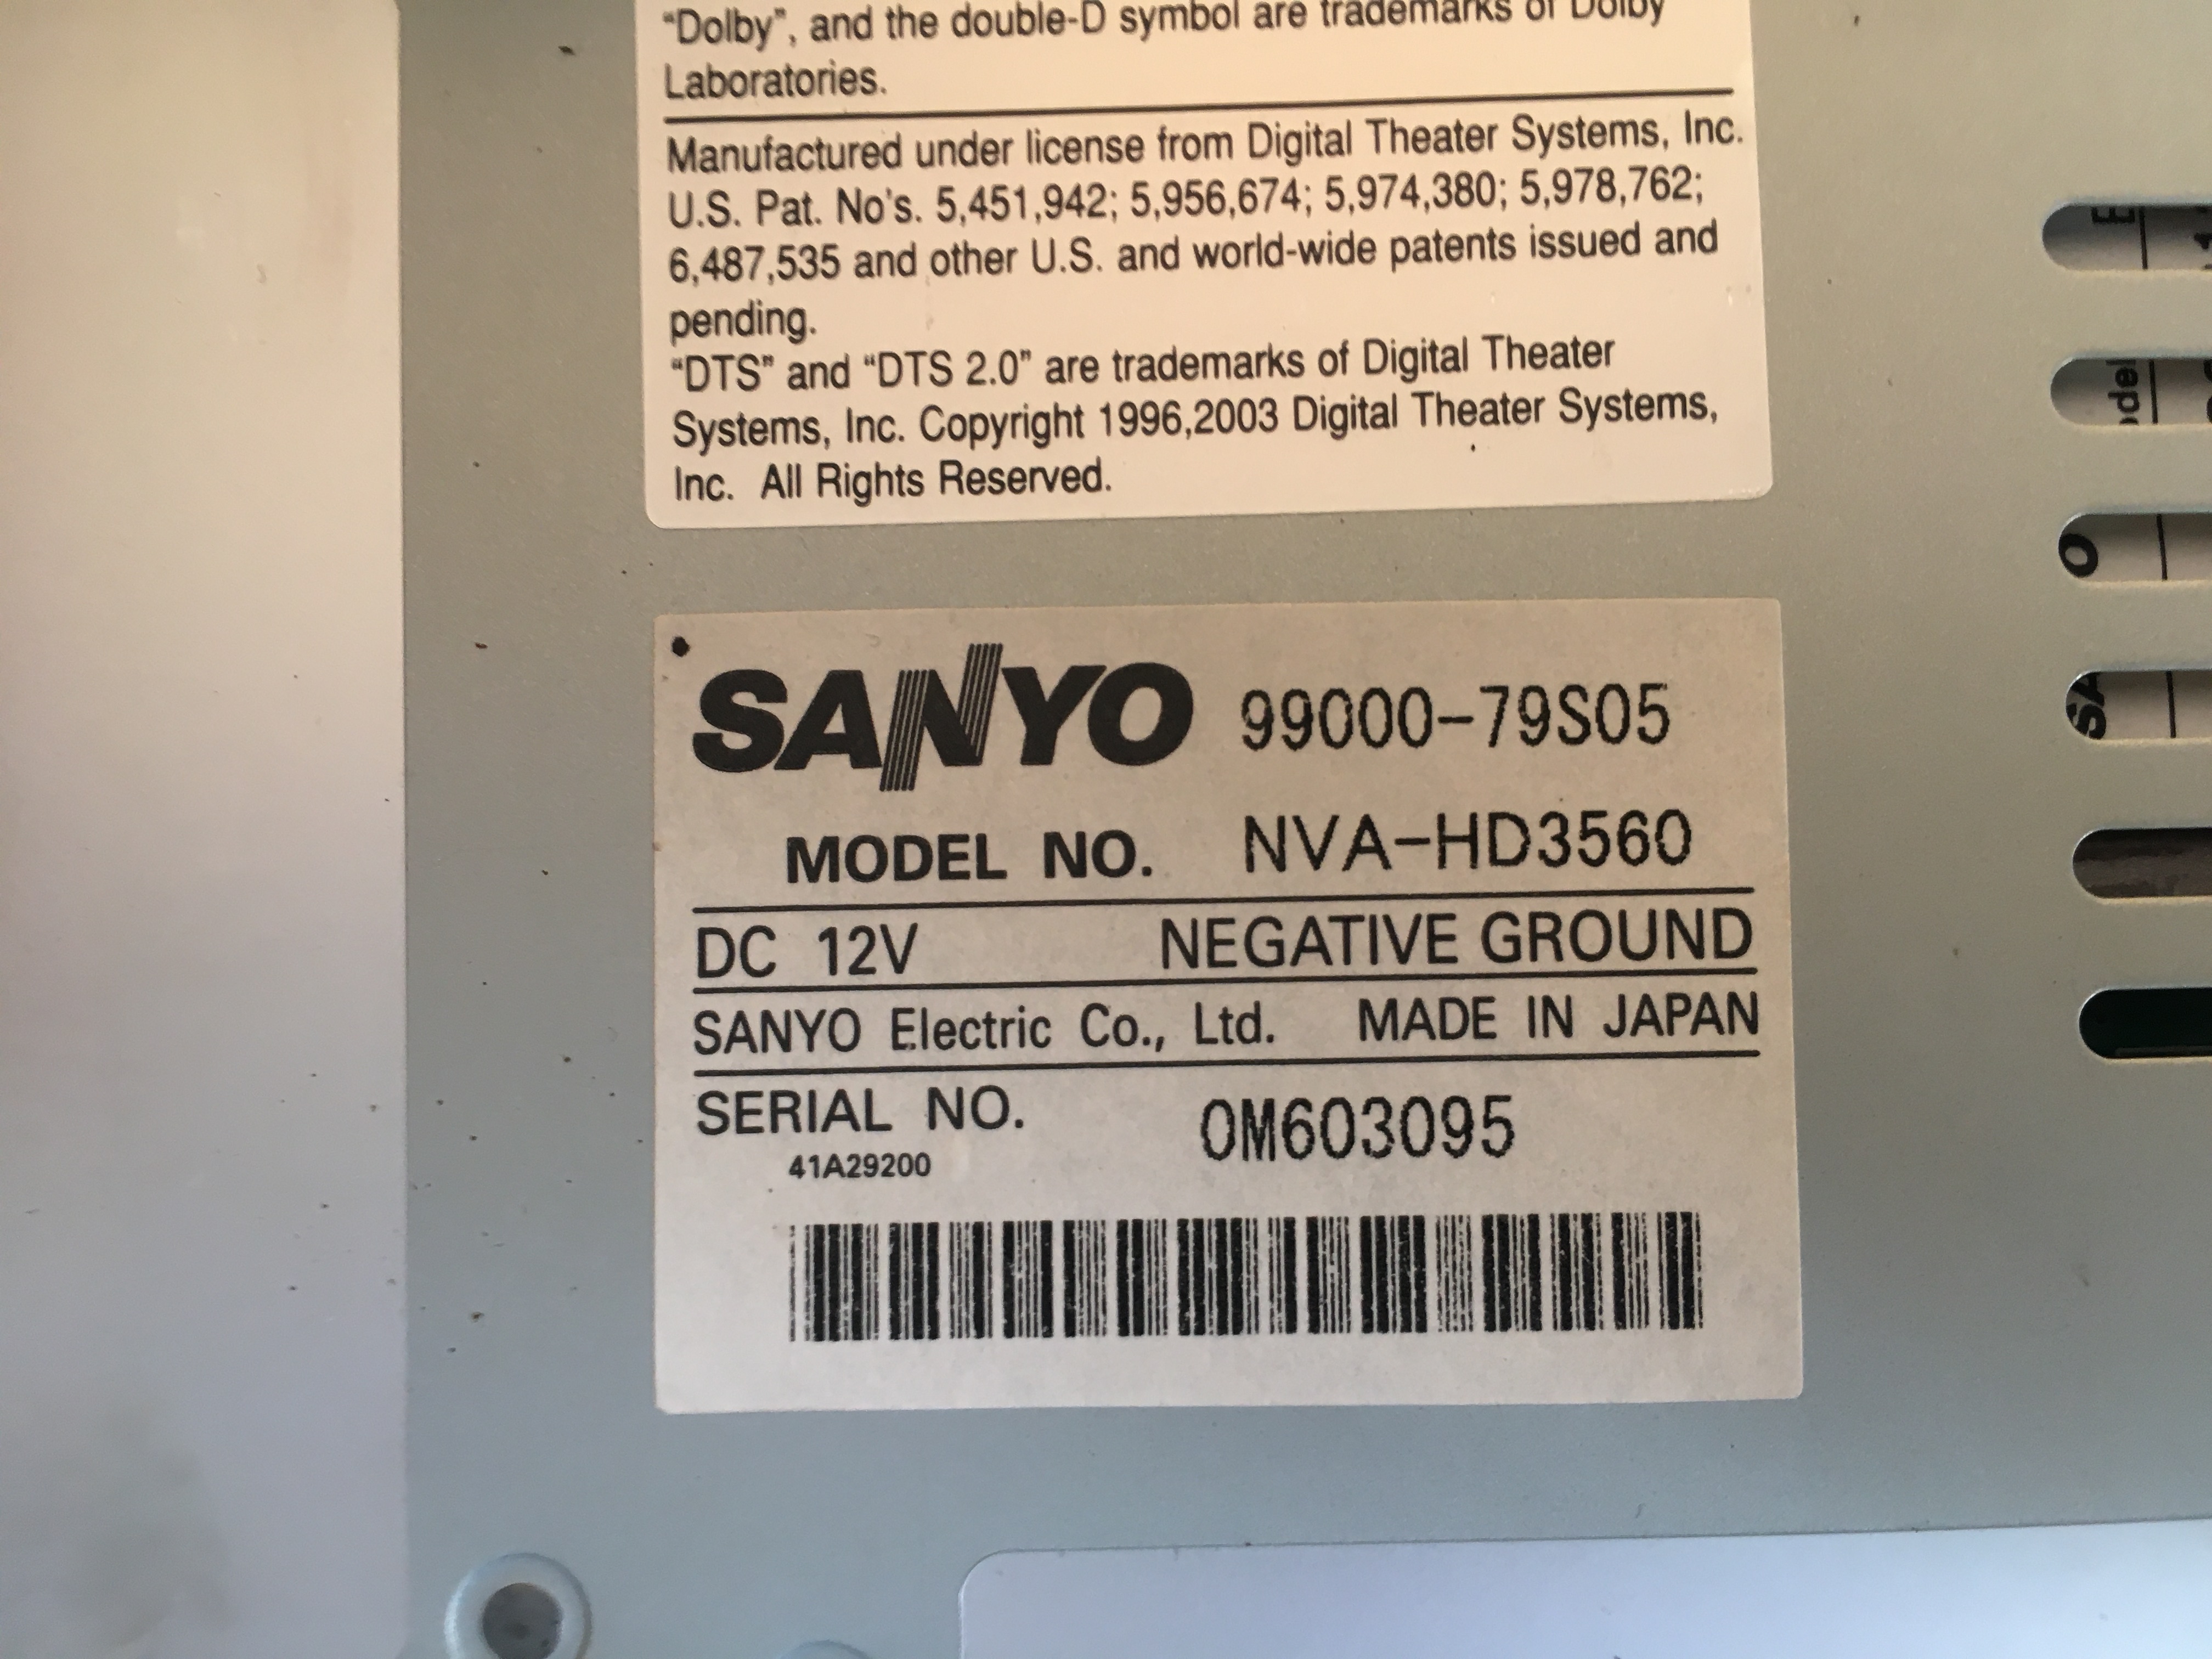 “Dolby”, and the double-D symbol are trademarks of Dolby
Laboratories.
Manufactured under license from Digital Theater Systems, Inc.
U.S. Pat. No's. 5,451,942; 5,956,674; 5,974,380; 5,978,762;
6,487,535 and other U.S. and world-wide patents issued and
pending.
“DTS” and “DTS 2.0” are trademarks of Digital Theater
Systems, Inc. Copyright 1996,2003 Digital Theater Systems,
Inc. All Rights Reserved.
SANYO 99000-79S05
MODEL NO. NVA-HD3560
DC 12V NEGATIVE GROUND
SANYO Electric Co., Ltd. MADE IN JAPAN
SERIAL NO. 0M603095
41A29200